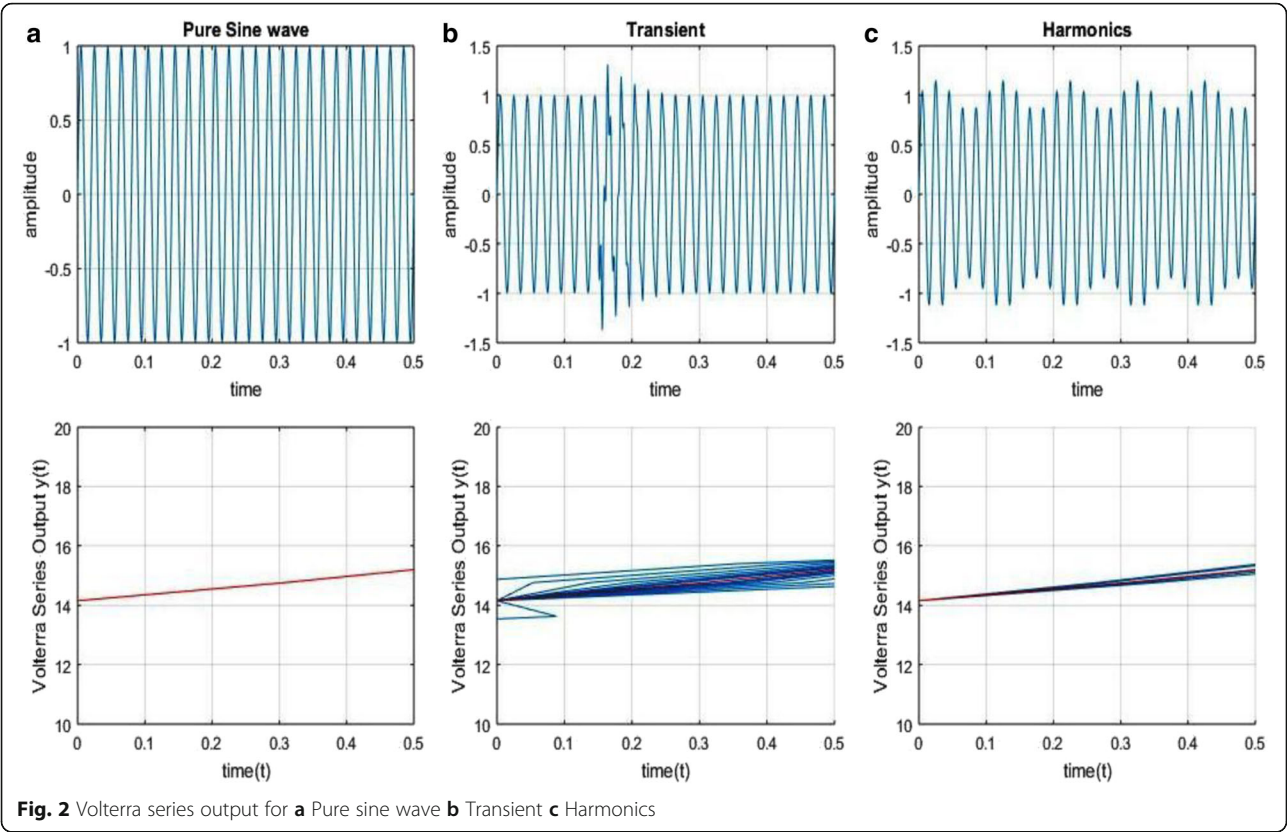 a
Pure Sine wave
1
0.5
0
-0.5
-1
amplitude
0 0.1 0.2 0.3 0.4 0.5
time
b
Transient
1.5
1
0.5
0
-0.5
-1
-1.5
amplitude
0 0.1 0.2 0.3 0.4 0.5
time
c
Harmonics
1.5
1
0.5
0
-0.5
-1
-1.5
amplitude
0 0.1 0.2 0.3 0.4 0.5
time
20
18
16
14
12
10
Volterra Series Output y(t)
0 0.1 0.2 0.3 0.4 0.5
time(t)
20
18
16
14
12
10
Volterra Series Output y(t)
0 0.1 0.2 0.3 0.4 0.5
time(t)
20
18
16
14
12
10
Volterra Series Output y(t)
0 0.1 0.2 0.3 0.4 0.5
time(t)
Fig. 2 Volterra series output for a Pure sine wave b Transient c Harmonics